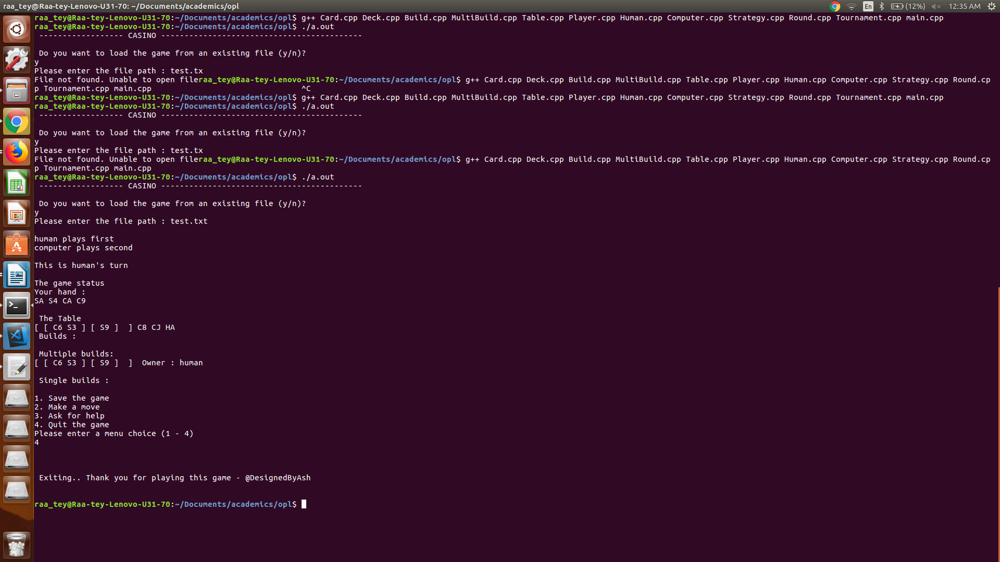 raa_tey@Raa-tey-Lenovo-U31-70: ~/Documents/academics/opl
En (12%) 12:35 AM
raa_tey@Raa-tey-Lenovo-U31-70:~/Documents/academics/opl$ g++ Card.cpp Deck.cpp Build.cpp MultiBuild.cpp Table.cpp Player.cpp Human.cpp Computer.cpp Strategy.cpp Round.cpp Tournament.cpp main.cpp
raa_tey@Raa-tey-Lenovo-U31-70:~/Documents/academics/opl$ ./a.out
------------------ CASINO -------------------------------------------
Do you want to load the game from an existing file (y/n)?
y
Please enter the file path : test.tx
File not found. Unable to open fileraa_tey@Raa-tey-Lenovo-U31-70:~/Documents/academics/opl$ g++ Card.cpp Deck.cpp Build.cpp MultiBuild.cpp Table.cpp Player.cpp Human.cpp Computer.cpp Strategy.cpp Round.cp
p Tournament.cpp main.cpp ^C
raa_tey@Raa-tey-Lenovo-U31-70:~/Documents/academics/opl$ g++ Card.cpp Deck.cpp Build.cpp MultiBuild.cpp Table.cpp Player.cpp Human.cpp Computer.cpp Strategy.cpp Round.cpp Tournament.cpp main.cpp
raa_tey@Raa-tey-Lenovo-U31-70:~/Documents/academics/opl$ ./a.out
------------------ CASINO -------------------------------------------
Do you want to load the game from an existing file (y/n)?
y
Please enter the file path : test.tx
File not found. Unable to open fileraa_tey@Raa-tey-Lenovo-U31-70:~/Documents/academics/opl$ g++ Card.cpp Deck.cpp Build.cpp MultiBuild.cpp Table.cpp Player.cpp Human.cpp Computer.cpp Strategy.cpp Round.cp
p Tournament.cpp main.cpp
raa_tey@Raa-tey-Lenovo-U31-70:~/Documents/academics/opl$ ./a.out
------------------ CASINO -------------------------------------------
Do you want to load the game from an existing file (y/n)?
y
Please enter the file path : test.txt
human plays first
computer plays second
This is human's turn
The game status
Your hand :
SA S4 CA C9
The Table
[ [ C6 S3 ] [ S9 ]  ] C8 CJ HA
Builds :
Multiple builds:
[ [ C6 S3 ] [ S9 ]  ]  Owner : human
Single builds :
1. Save the game
2. Make a move
3. Ask for help
4. Quit the game
Please enter a menu choice (1 - 4)
4
Exiting.. Thank you for playing this game - @DesignedByAsh
raa_tey@Raa-tey-Lenovo-U31-70:~/Documents/academics/opl$